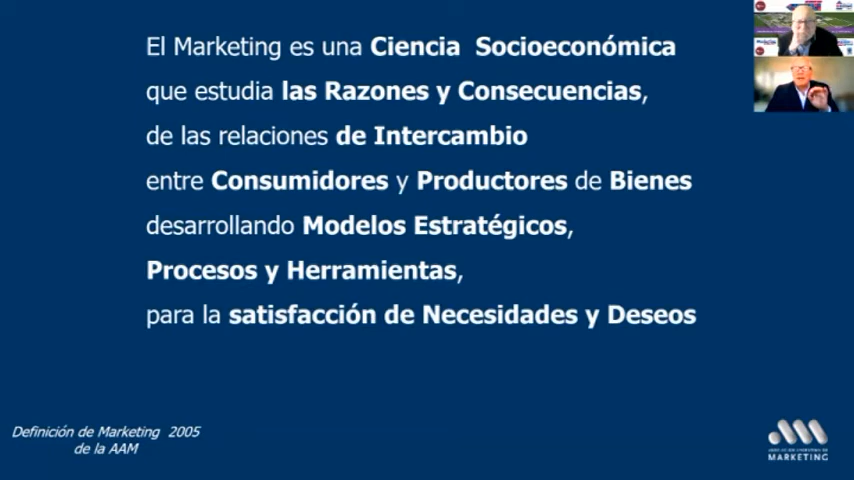 El Marketing es una Ciencia Socioeconómica
que estudia las Razones y Consecuencias,
de las relaciones de Intercambio
entre Consumidores y Productores de Bienes
desarrollando Modelos Estratégicos,
Procesos y Herramientas,
para la satisfacción de Necesidades y Deseos
Definición de Marketing 2005
de la AAM
MARKETING